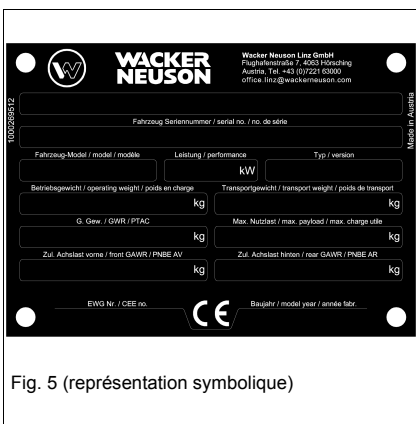 WACKER
NEUSON
Wacker Neuson Linz GmbH
Flughafenstraße 7, 4063 Hörsching
Austria, Tel. +43 (0)7221 63000
office.linz@wackerneuson.com
1000269512
Made in Austria
Fahrzeug Seriennummer / serial no. / no. de série
Fahrzeug-Model / model / modèle
Leistung / performance
Typ / version
kW
Betriebsgewicht / operating weight / poids en charge
Transportgewicht / transport weight / poids de transport
kg
kg
G. Gew. / GWR / PTAC
Max. Nutzlast / max. payload / max. charge utile
kg
kg
Zul. Achslast vorne / front GAWR / PNBE AV
Zul. Achslast hinten / rear GAWR / PNBE AR
kg
kg
EWG Nr. / CEE no.
CE
Baujahr / model year / année fabr.
Fig. 5 (représentation symbolique)